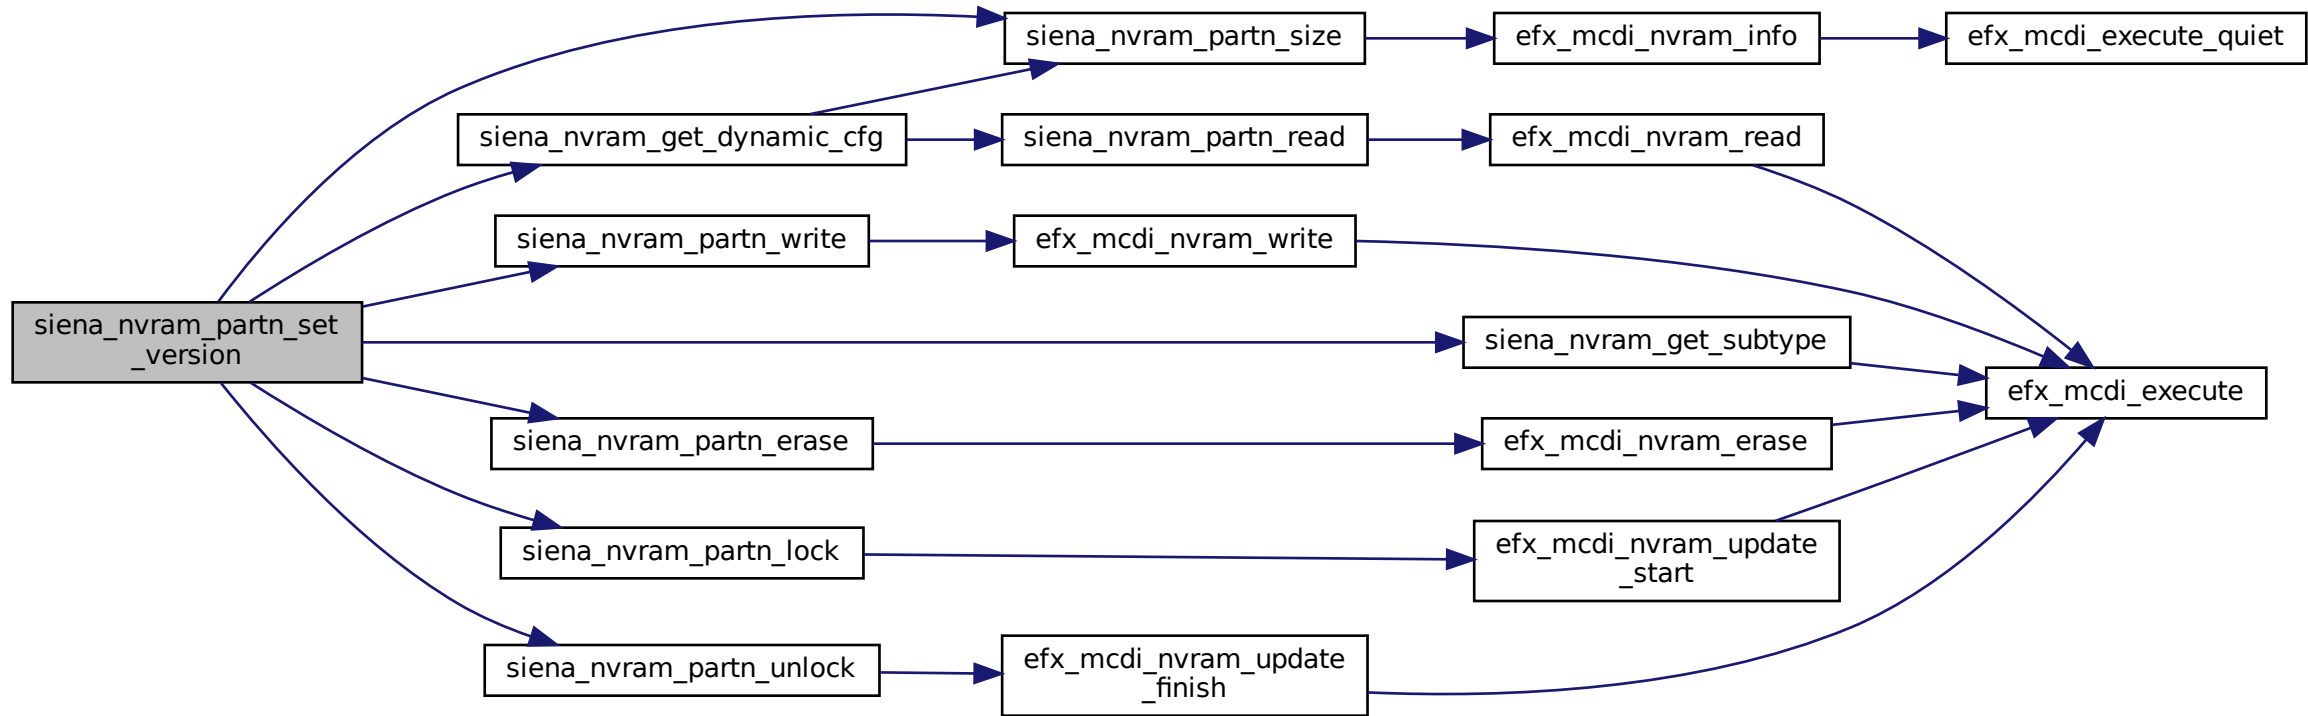 siena_nvram_partn_size
efx_mcdi_nvram_info
efx_mcdi_execute_quiet
siena_nvram_get_dynamic_cfg
siena_nvram_partn_read
efx_mcdi_nvram_read
siena_nvram_partn_write
efx_mcdi_nvram_write
siena_nvram_partn_set
_version
siena_nvram_get_subtype
efx_mcdi_execute
siena_nvram_partn_erase
efx_mcdi_nvram_erase
siena_nvram_partn_lock
efx_mcdi_nvram_update
_start
siena_nvram_partn_unlock
efx_mcdi_nvram_update
_finish